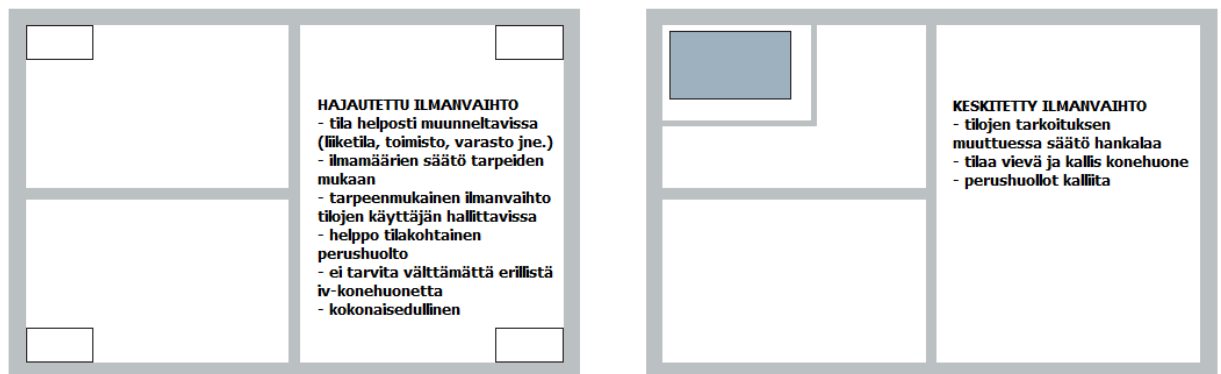 HAJAUTETTU ILMANVAIHTO
- tila helposti muunneltavissa
(liiketila, toimisto, varasto jne.)
- ilmamäärien säätö tarpeiden
mukaan
- tarpeenmukainen ilmanvaihto
tilojen käyttäjän hallittavissa
- helppo tilakohtainen
perushuolto
- ei tarvita välttämättä erillistä
iv-konehuonetta
- kokonaisedullinen
KESKITETTY ILMANVAIHTO
- tilojen tarkoituksen
muuttuessa säätö hankalaa
- tilaa vievä ja kallis konehuone
- perushuollot kalliita